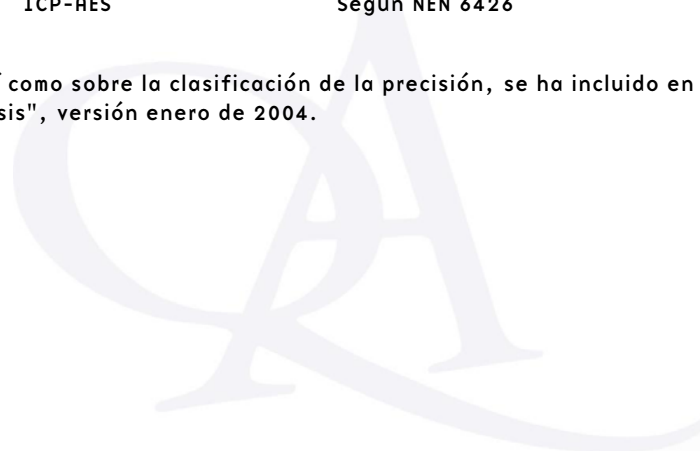 ICP-AES Según NEN 6426
como sobre la clasificación de la precisión, se ha incluido en
sis", versión enero de 2004.